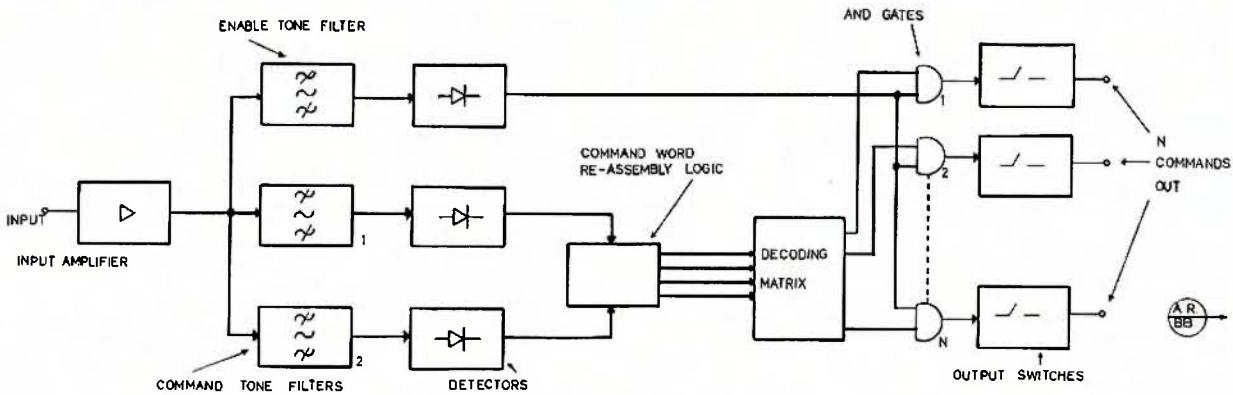 ENABLE TONE FILTER
AND GATES
1
2
N
COMMANDS
OUT
COMMAND WORD
RE-ASSEMBLY LOGIC
INPUT
INPUT AMPLIFIER
1
DECODING
MATRIX
2
N
A.R.
BB
COMMAND TONE FILTERS
DETECTORS
OUTPUT SWITCHES